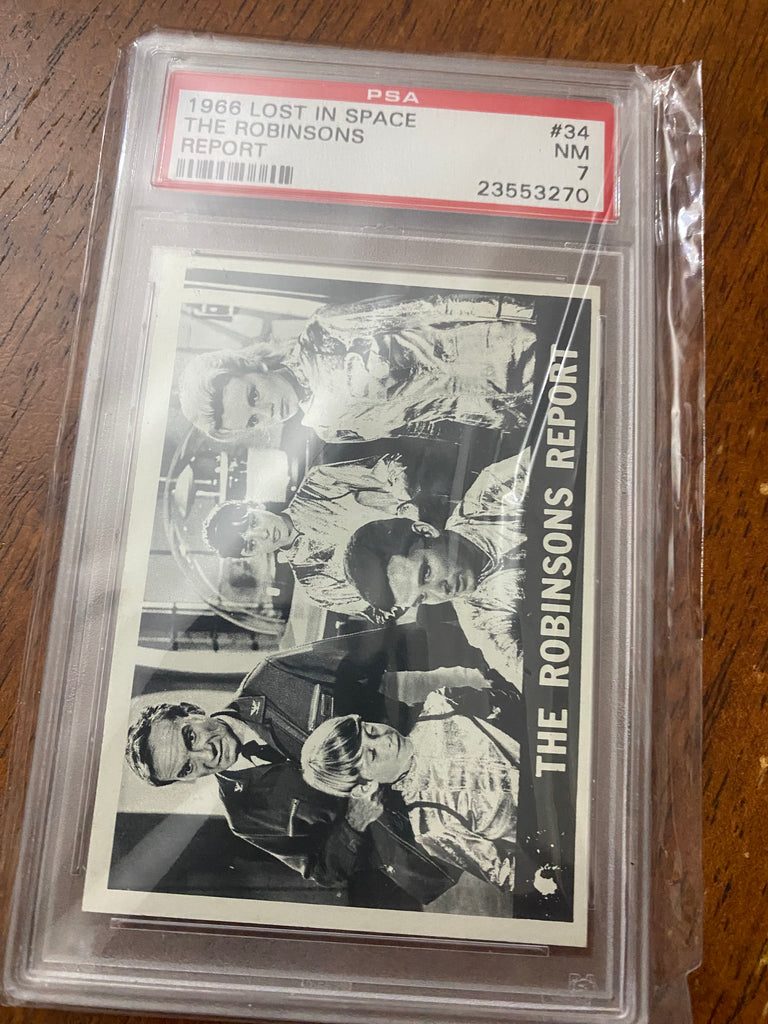 PSA
1966 LOST IN SPACE #34
THE ROBINSONS NM
REPORT 7
23553270
THE ROBINSONS REPORT